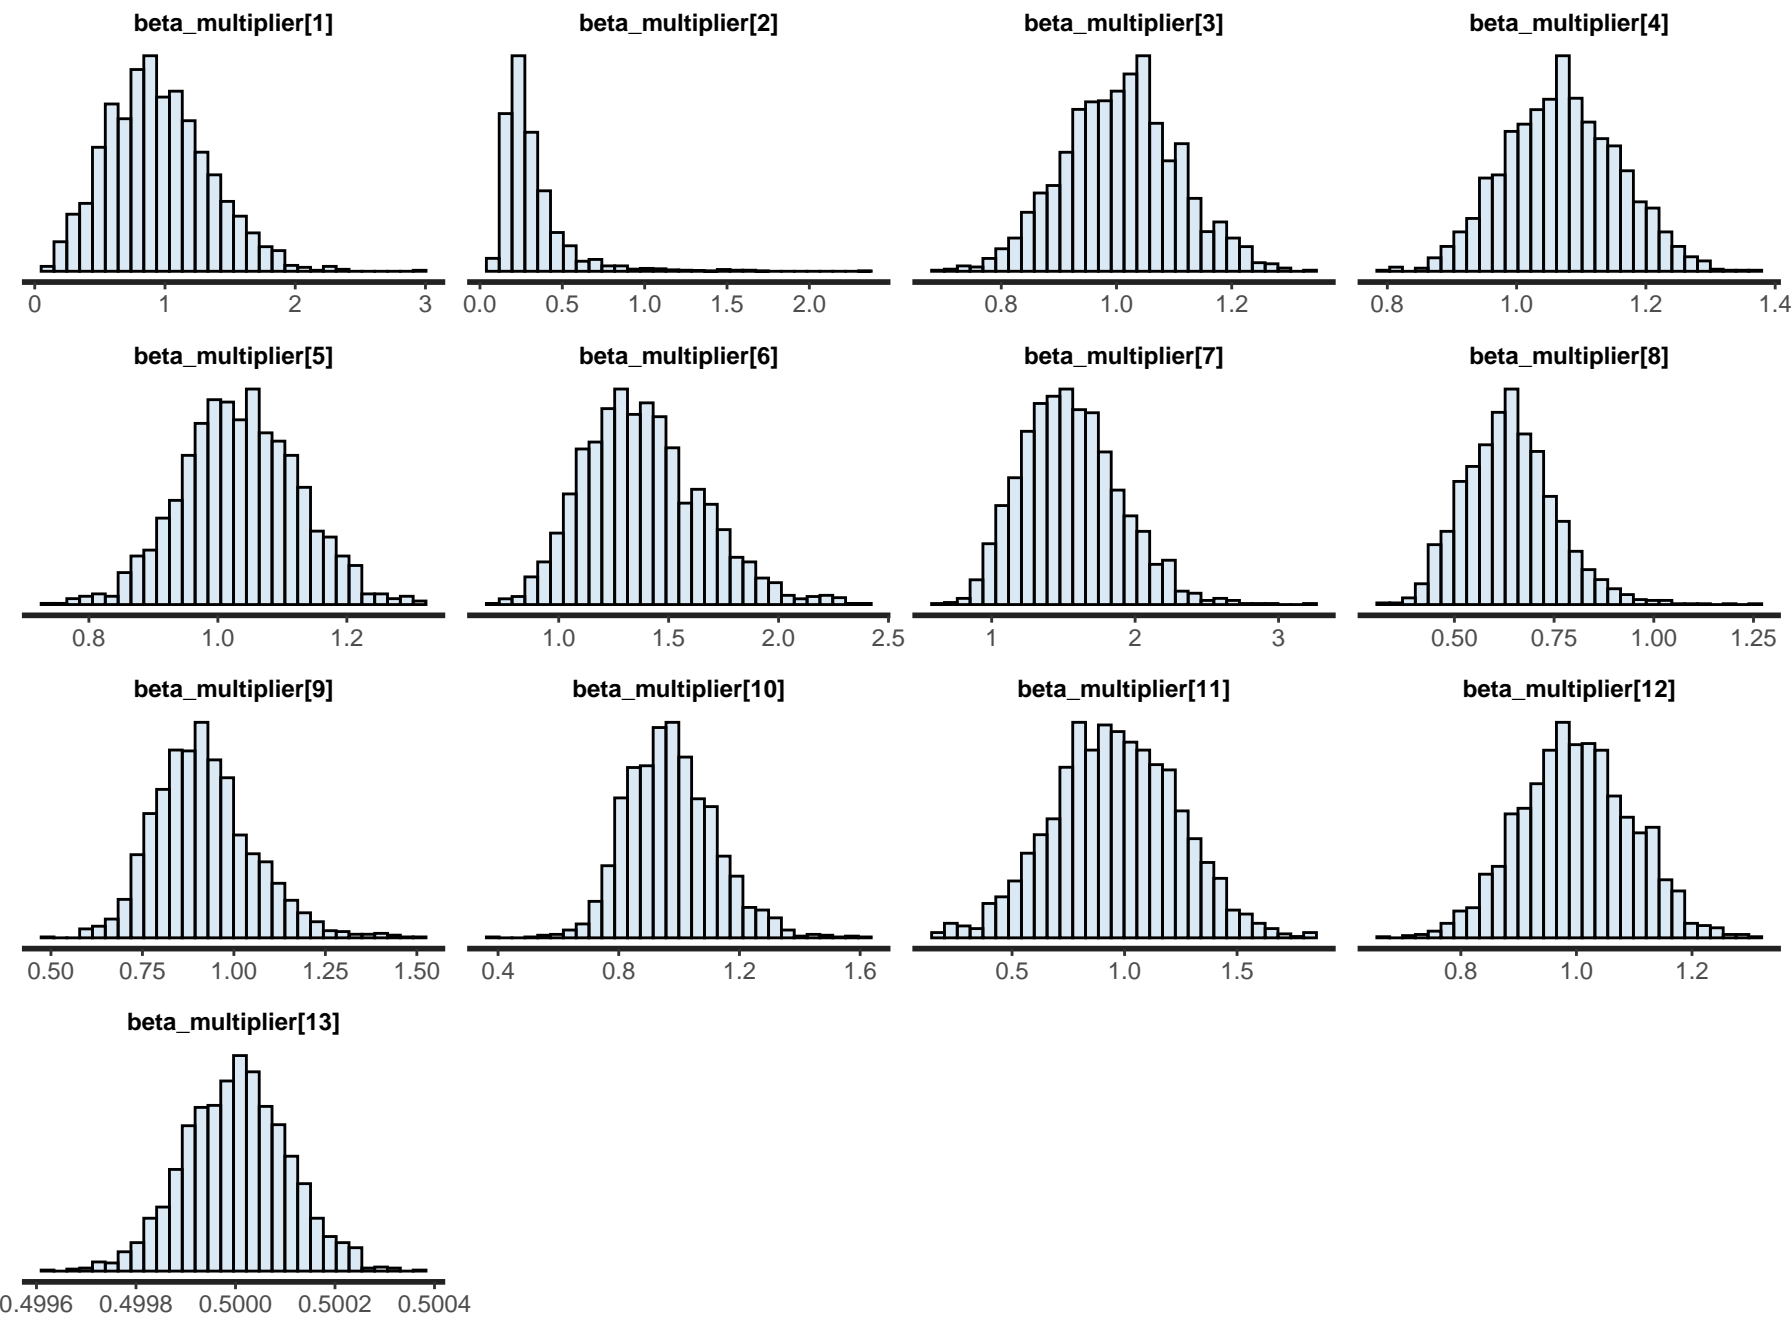 beta_multiplier[1] beta_multiplier[2] beta_multiplier[3] beta_multiplier[4]
0 1 2 3 0.0 0.5 1.0 1.5 2.0 0.8 1.0 1.2 0.8 1.0 1.2 1.4
beta_multiplier[5] beta_multiplier[6] beta_multiplier[7] beta_multiplier[8]
0.8 1.0 1.2 1.0 1.5 2.0 2.5 1 2 3 0.50 0.75 1.00 1.25
beta_multiplier[9] beta_multiplier[10] beta_multiplier[11] beta_multiplier[12]
0.50 0.75 1.00 1.25 1.50 0.4 0.8 1.2 1.6 0.5 1.0 1.5 0.8 1.0 1.2
beta_multiplier[13]
0.4996 0.4998 0.5000 0.5002 0.5004